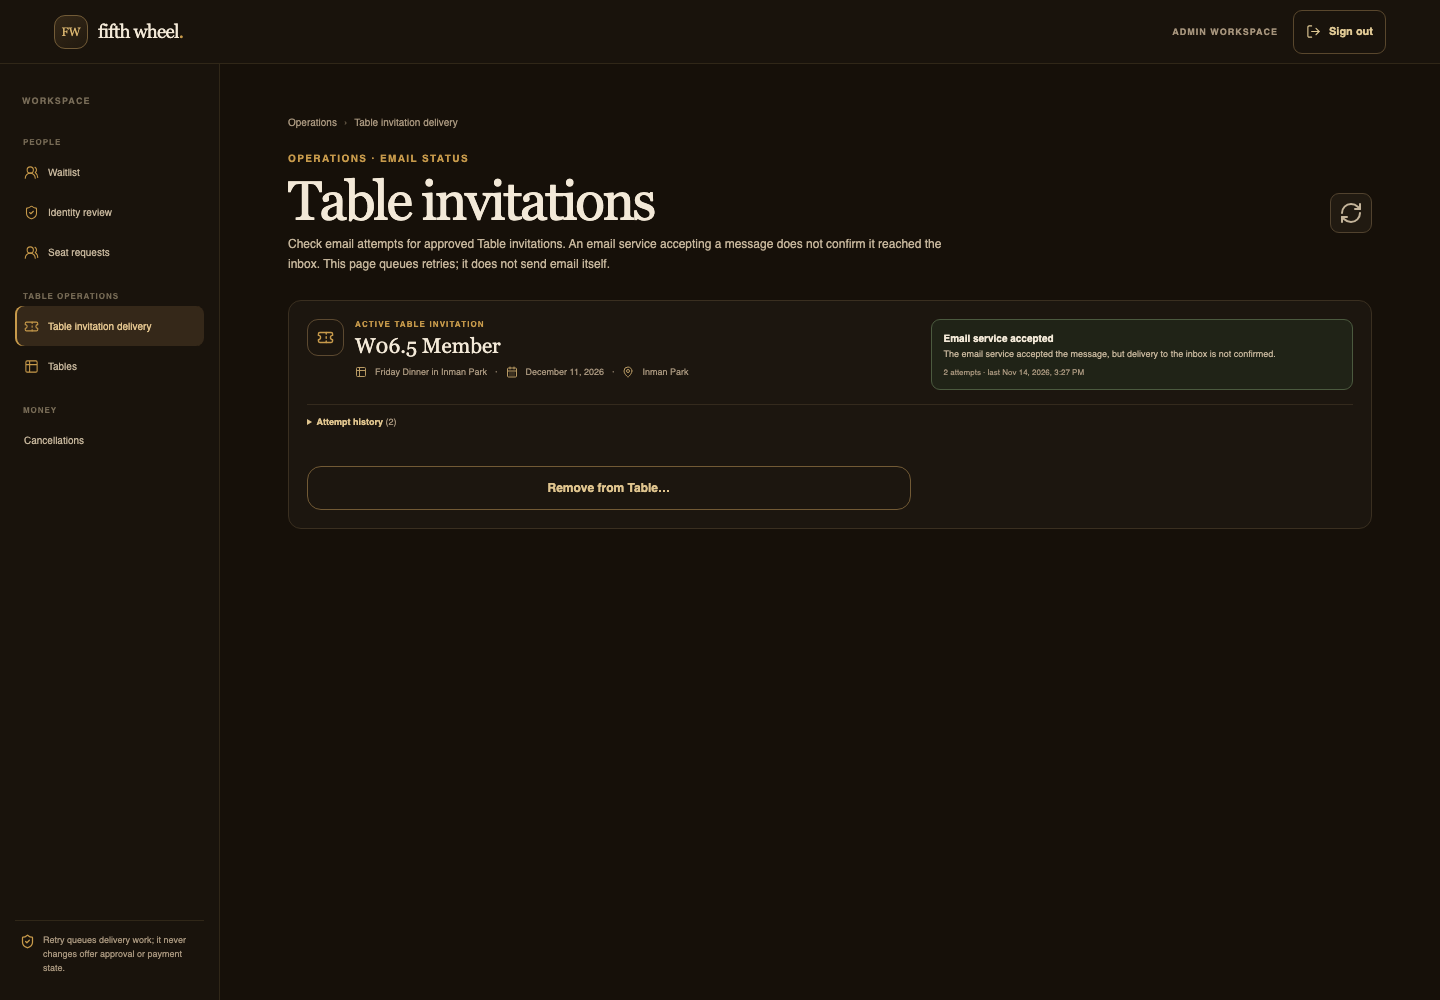 FW
fifth wheel.
ADMIN WORKSPACE
Sign out
WORKSPACE
PEOPLE
Waitlist
Identity review
Seat requests
TABLE OPERATIONS
Table invitation delivery
Tables
MONEY
Cancellations
Retry queues delivery work; it never
changes offer approval or payment
state.
Operations › Table invitation delivery
OPERATIONS · EMAIL STATUS
Table invitations
Check email attempts for approved Table invitations. An email service accepting a message does not confirm it reached the
inbox. This page queues retries; it does not send email itself.
ACTIVE TABLE INVITATION
W06.5 Member
Friday Dinner in Inman Park · December 11, 2026 · Inman Park
Email service accepted
The email service accepted the message, but delivery to the inbox is not confirmed.
2 attempts · last Nov 14, 2026, 3:27 PM
Attempt history (2)
Remove from Table...